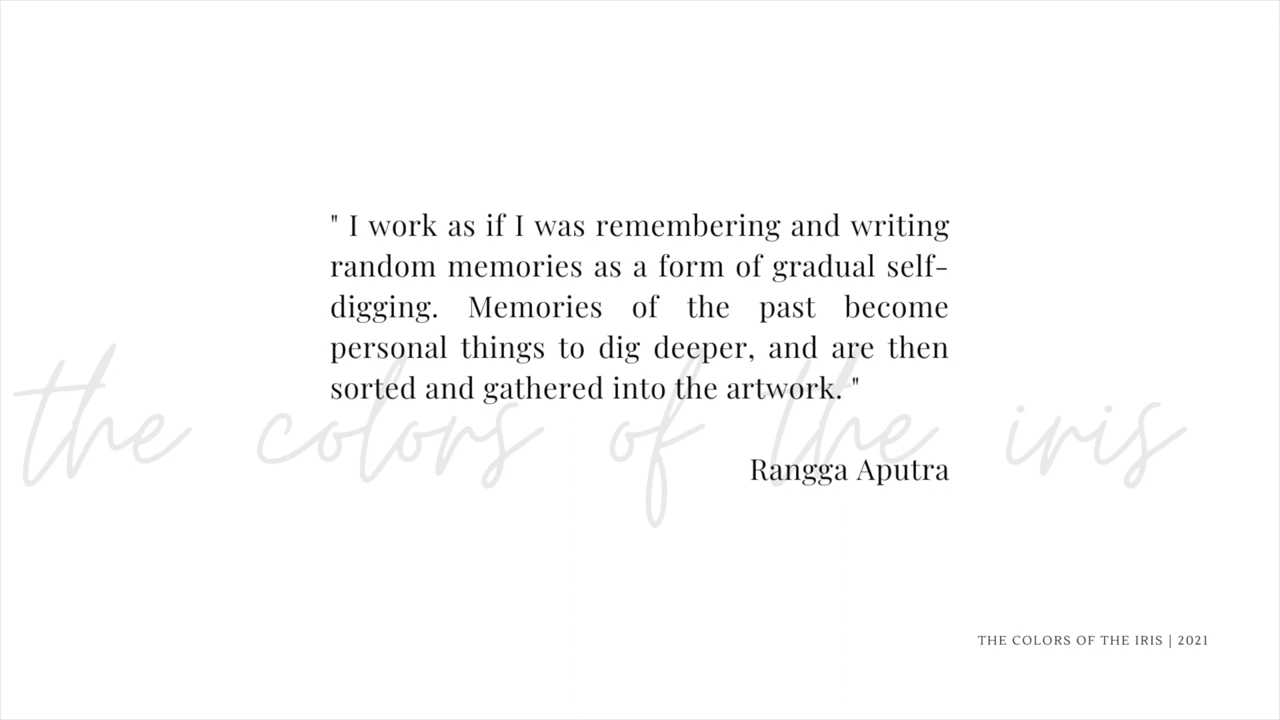 " I work as if I was remembering and writing
random memories as a form of gradual self-
digging. Memories of the past become
personal things to dig deeper, and are then
sorted and gathered into the artwork. "
the colors of the iris
Rangga Aputra
THE COLORS OF THE IRIS | 2021